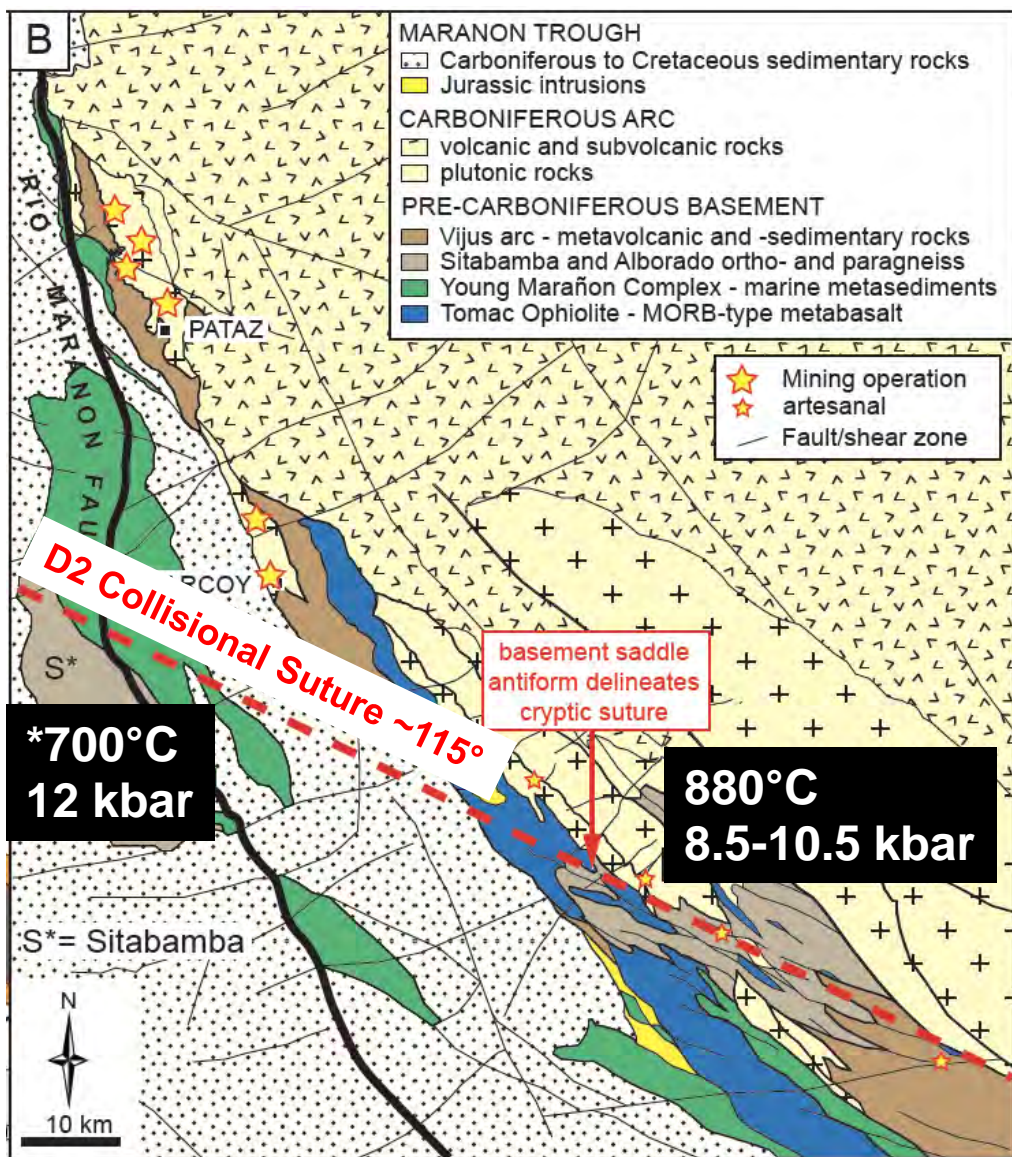 B
MARANON TROUGH
Carboniferous to Cretaceous sedimentary rocks
Jurassic intrusions
CARBONIFEROUS ARC
volcanic and subvolcanic rocks
plutonic rocks
PRE-CARBONIFEROUS BASEMENT
Vijus arc - metavolcanic and -sedimentary rocks
Sitabamba and Alborado ortho- and paragneiss
Young Marañon Complex - marine metasediments
Tomac Ophiolite - MORB-type metabasalt
Mining operation
artesanal
Fault/shear zone
RIO MARANON FAU
PATAZ
RCOY
D2 Collisional Suture ~115°
basement saddle
antiform delineates
cryptic suture
S*
*700°C
12 kbar
880°C
8.5-10.5 kbar
S*= Sitabamba
N
10 km